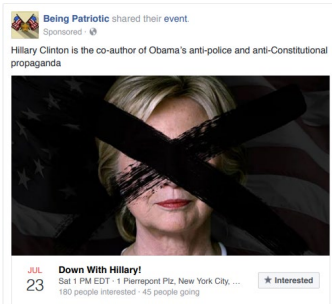 Being Patriotic shared their event.
Sponsored ·
Hillary Clinton is the co-author of Obama's anti-police and anti-Constitutional
propaganda
JUL
23
Down With Hillary!
Sat 1 PM EDT · 1 Pierrepont Plz, New York City, ...
180 people interested · 45 people going
★ Interested